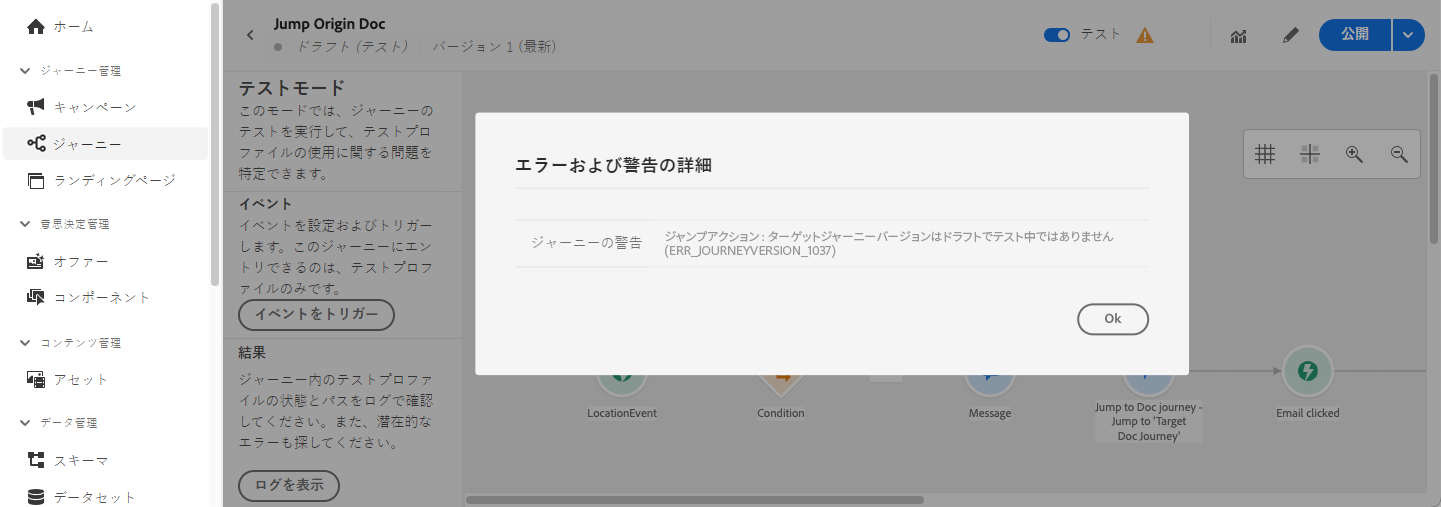 ホーム
ジャーニー管理
キャンペーン
ジャーニー
ランディングページ
意思決定管理
オファー
コンポーネント
コンテンツ管理
アセット
データ管理
スキーマ
データセット
Jump Origin Doc
ドラフト (テスト)
バージョン 1 (最新)
テスト
公開
テストモード
このモードでは、ジャーニーの
テストを実行して、テストプロ
ファイルの使用に関する問題を
特定できます。
イベント
イベントを設定およびトリガー
します。このジャーニーにエン
トリできるのは、テストプロフ
ァイルのみです。
イベントをトリガー
結果
ジャーニー内のテストプロファ
イルの状態とパスをログで確認
してください。また、潜在的な
エラーも探してください。
ログを表示
エラーおよび警告の詳細
ジャーニーの警告
ジャンプアクション : ターゲットジャーニーバージョンはドラフトでテスト中ではありません
(ERR_JOURNEYVERSION_1037)
Ok
LocationEvent
Condition
Message
Jump to Doc journey -
Jump to 'Target
Doc Journey'
Email clicked